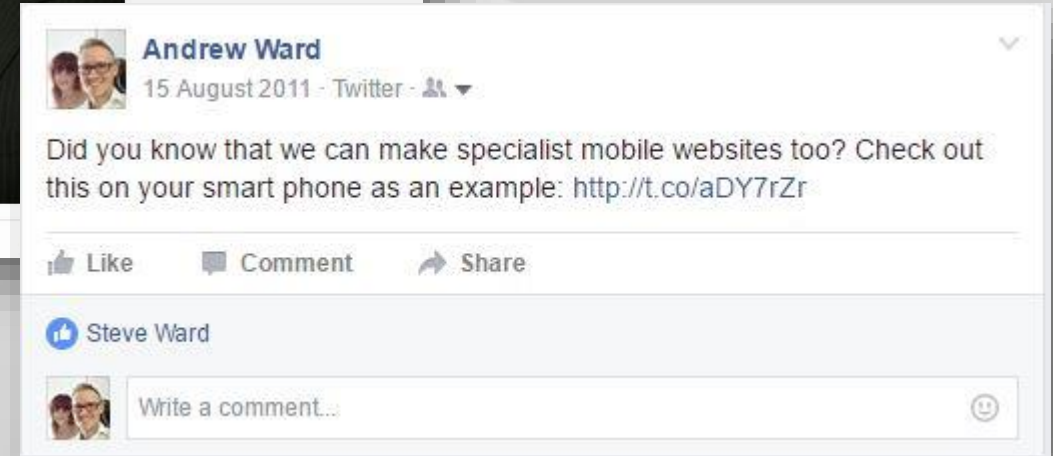 Andrew Ward
15 August 2011 · Twitter ·
Did you know that we can make specialist mobile websites too? Check out
this on your smart phone as an example: http://t.co/aDY7rZr
Like Comment Share
Steve Ward
Write a comment...